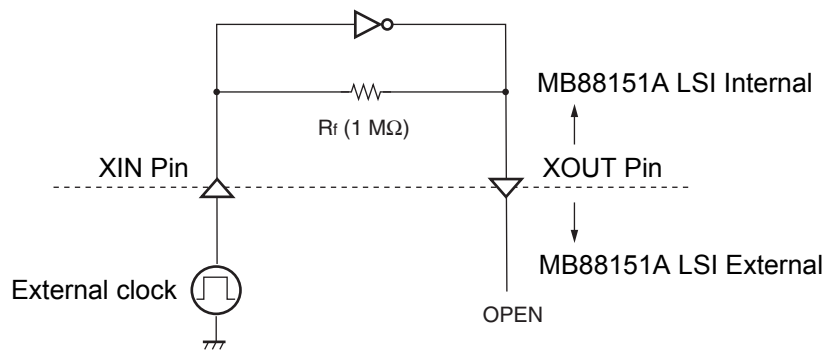 MB88151A LSI Internal
Rf (1 MΩ)
XIN Pin
XOUT Pin
MB88151A LSI External
External clock
OPEN